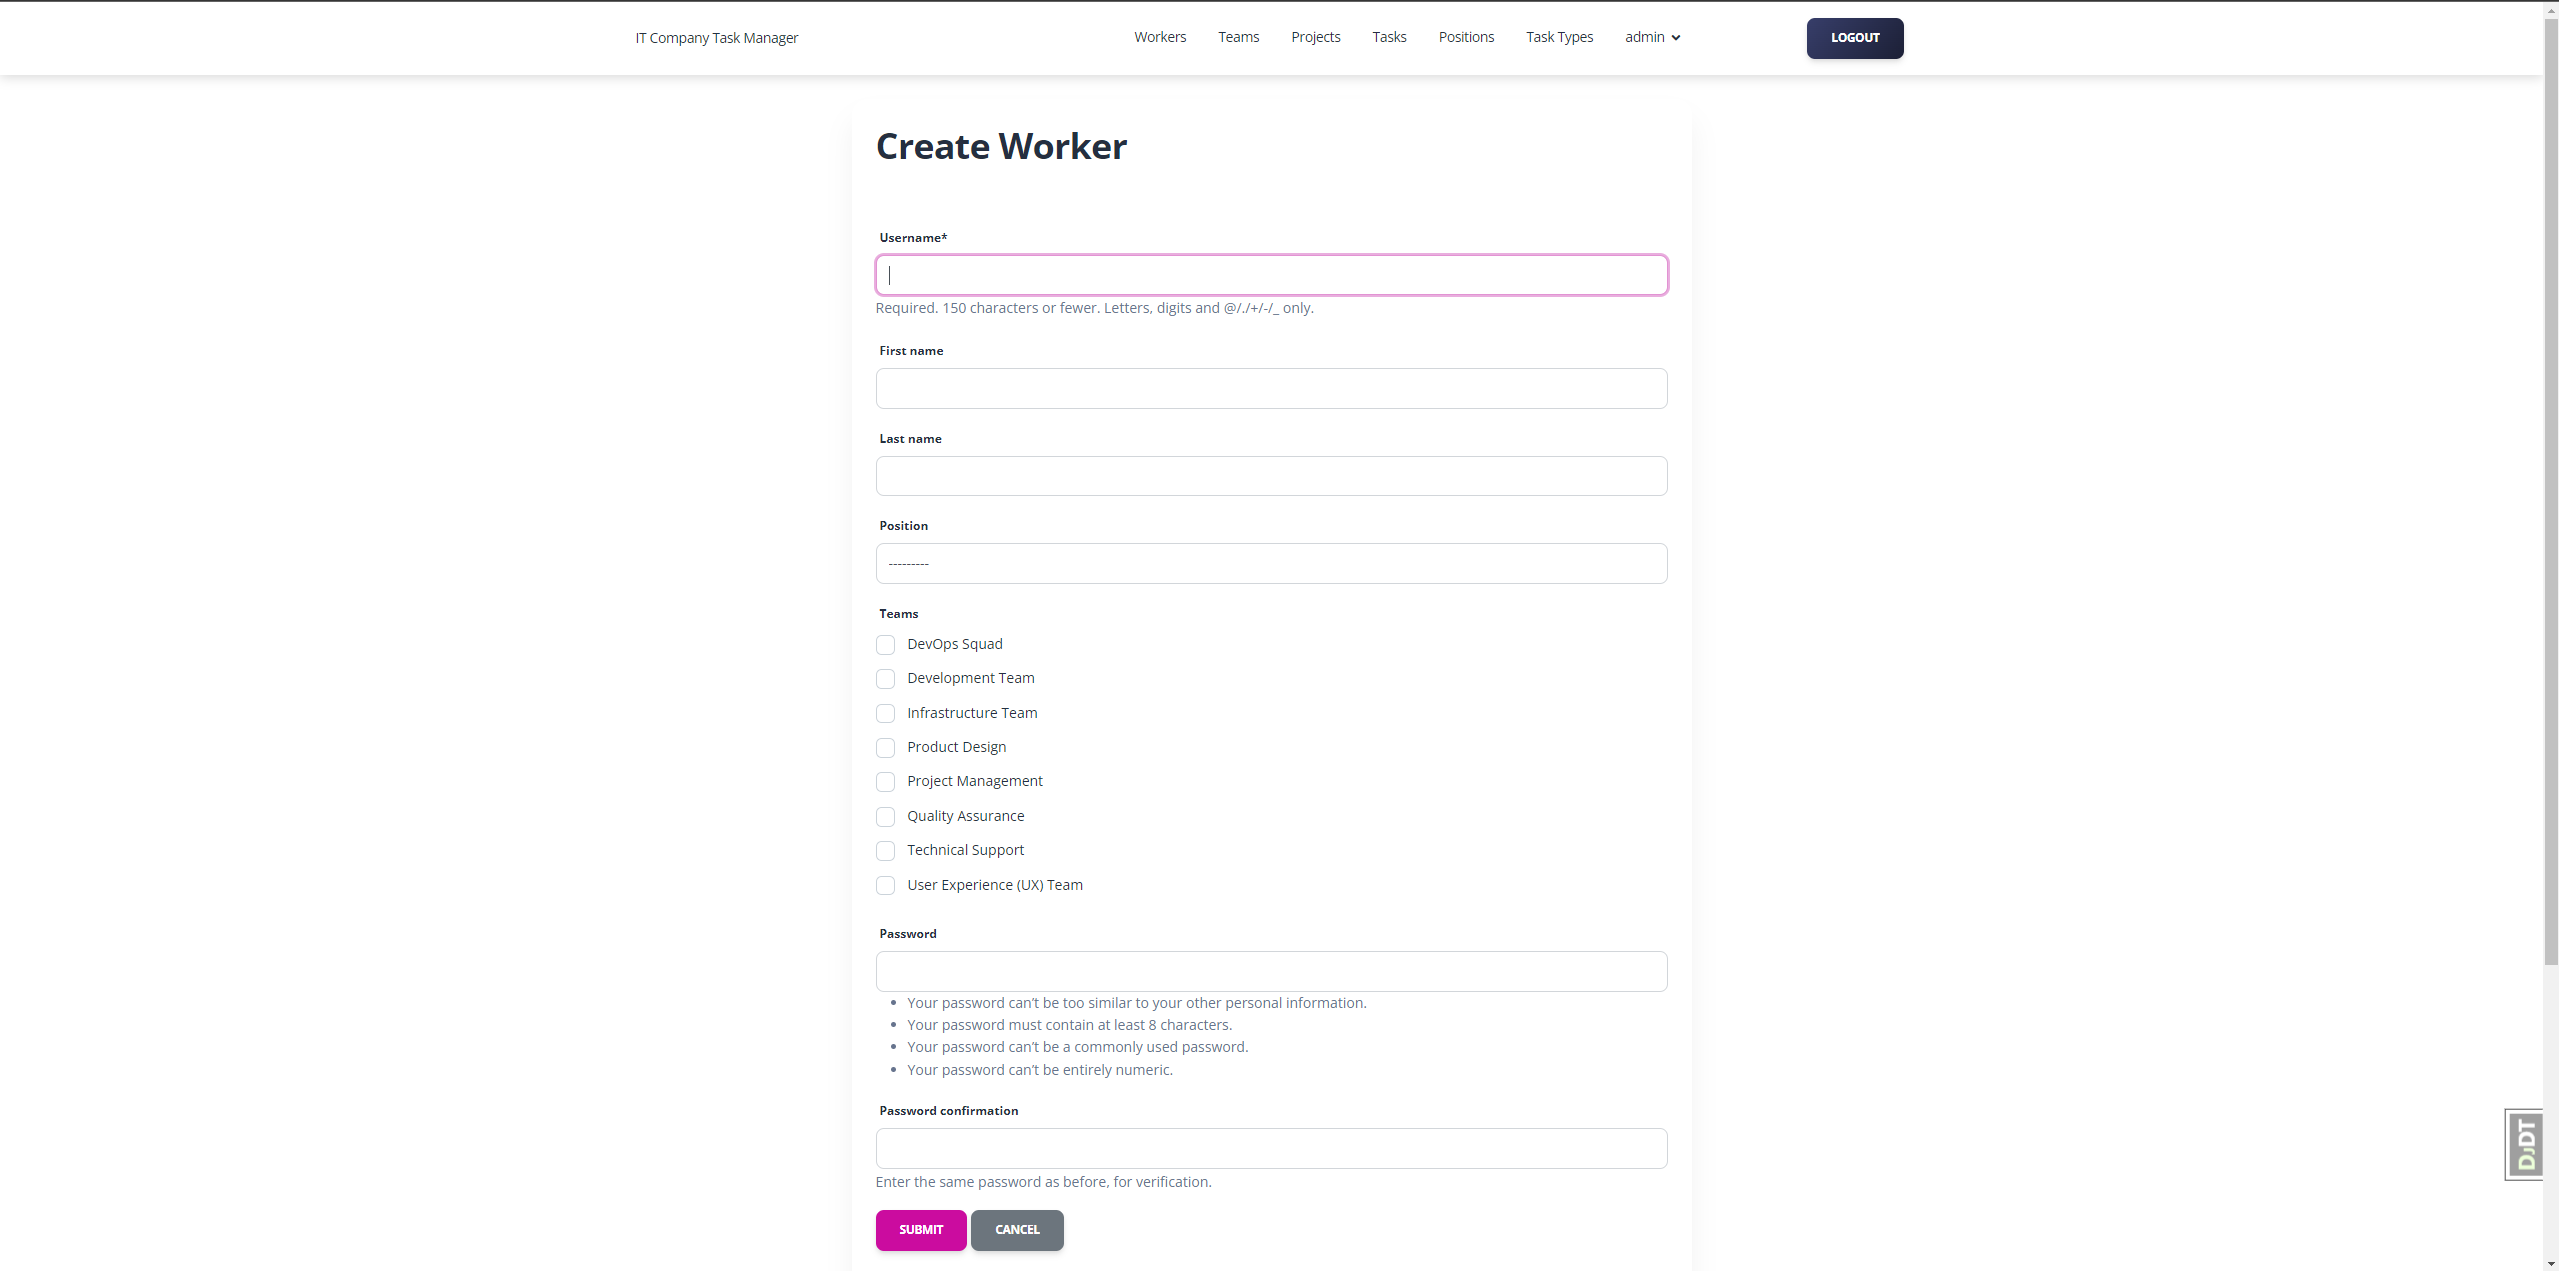 IT Company Task Manager
Workers Teams Projects Tasks Positions Task Types admin
LOGOUT
Create Worker
Username*
Required. 150 characters or fewer. Letters, digits and @/./+/-/_ only.
First name
Last name
Position
---------
Teams
DevOps Squad
Development Team
Infrastructure Team
Product Design
Project Management
Quality Assurance
Technical Support
User Experience (UX) Team
Password
Your password can’t be too similar to your other personal information.
Your password must contain at least 8 characters.
Your password can’t be a commonly used password.
Your password can’t be entirely numeric.
Password confirmation
Enter the same password as before, for verification.
SUBMIT CANCEL
DJDT